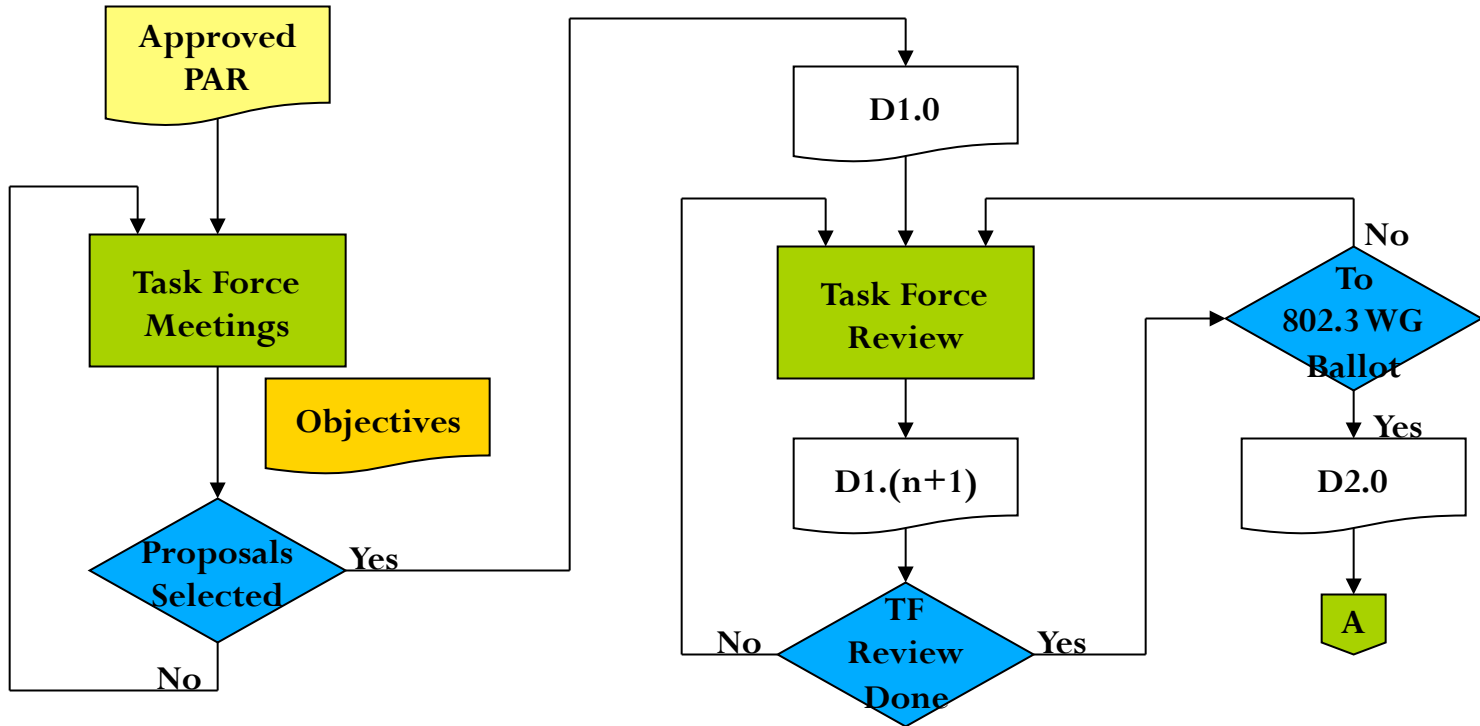 Approved
PAR
Task Force
Meetings
Objectives
Proposals
Selected
Yes
No
D1.0
Task Force
Review
D1.(n+1)
TF
Review
Done
No
Yes
No
To
802.3 WG
Ballot
Yes
D2.0
A